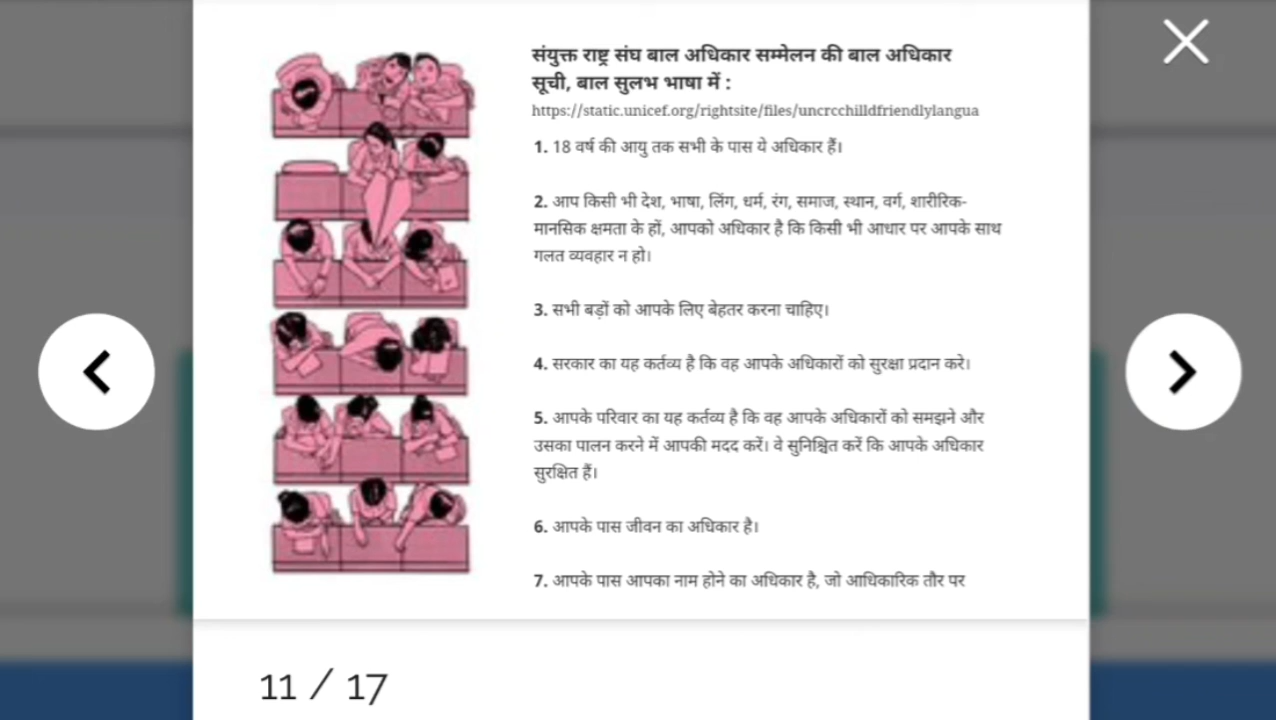 संयुक्त राष्ट्र संघ बाल अधिकार सम्मेलन की बाल अधिकार
सूची, बाल सुलभ भाषा में :
https://static.unicef.org/rightsite/files/uncrcchilldfriendlylangua
1. 18 वर्ष की आयु तक सभी के पास ये अधिकार हैं।
2. आप किसी भी देश, भाषा, लिंग, धर्म, रंग, समाज, स्थान, वर्ग, शारीरिक-
मानसिक क्षमता के हों, आपको अधिकार है कि किसी भी आधार पर आपके साथ
गलत व्यवहार न हो।
3. सभी बड़ों को आपके लिए बेहतर करना चाहिए।
4. सरकार का यह कर्तव्य है कि वह आपके अधिकारों को सुरक्षा प्रदान करे।
5. आपके परिवार का यह कर्तव्य है कि वह आपके अधिकारों को समझने और
उसका पालन करने में आपकी मदद करें। वे सुनिश्चित करें कि आपके अधिकार
सुरक्षित हैं।
6. आपके पास जीवन का अधिकार है।
7. आपके पास आपका नाम होने का अधिकार है, जो आधिकारिक तौर पर
11 / 17